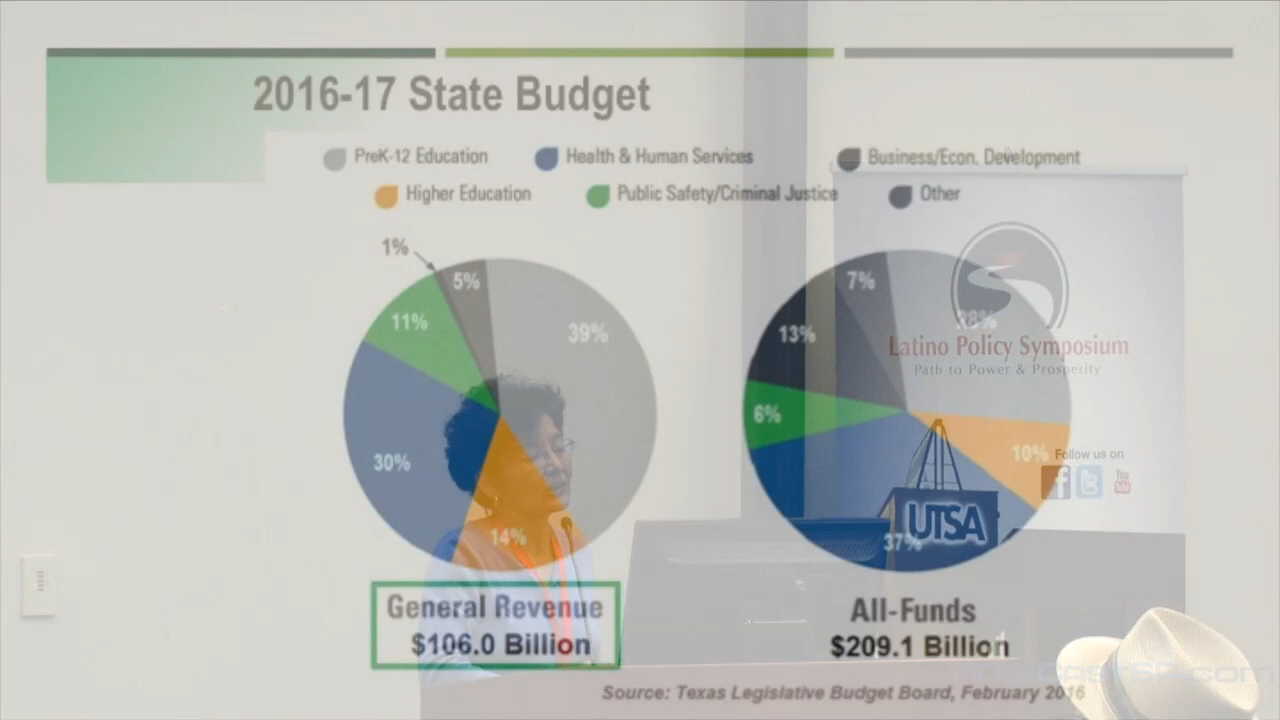 2016-17 State Budget
PreK-12 Education
Health & Human Services
Business/Econ. Development
Higher Education
Public Safety/Criminal Justice
Other
1%
5%
7%
11%
39%
13%
28%
Latino Policy Symposium
Path to Power & Prosperity
6%
30%
10%
Follow us on
f
You
Tube
14%
UTSA
37%
General Revenue
All-Funds
$106.0 Billion
$209.1 Billion
Source: Texas Legislative Budget Board, February 2016